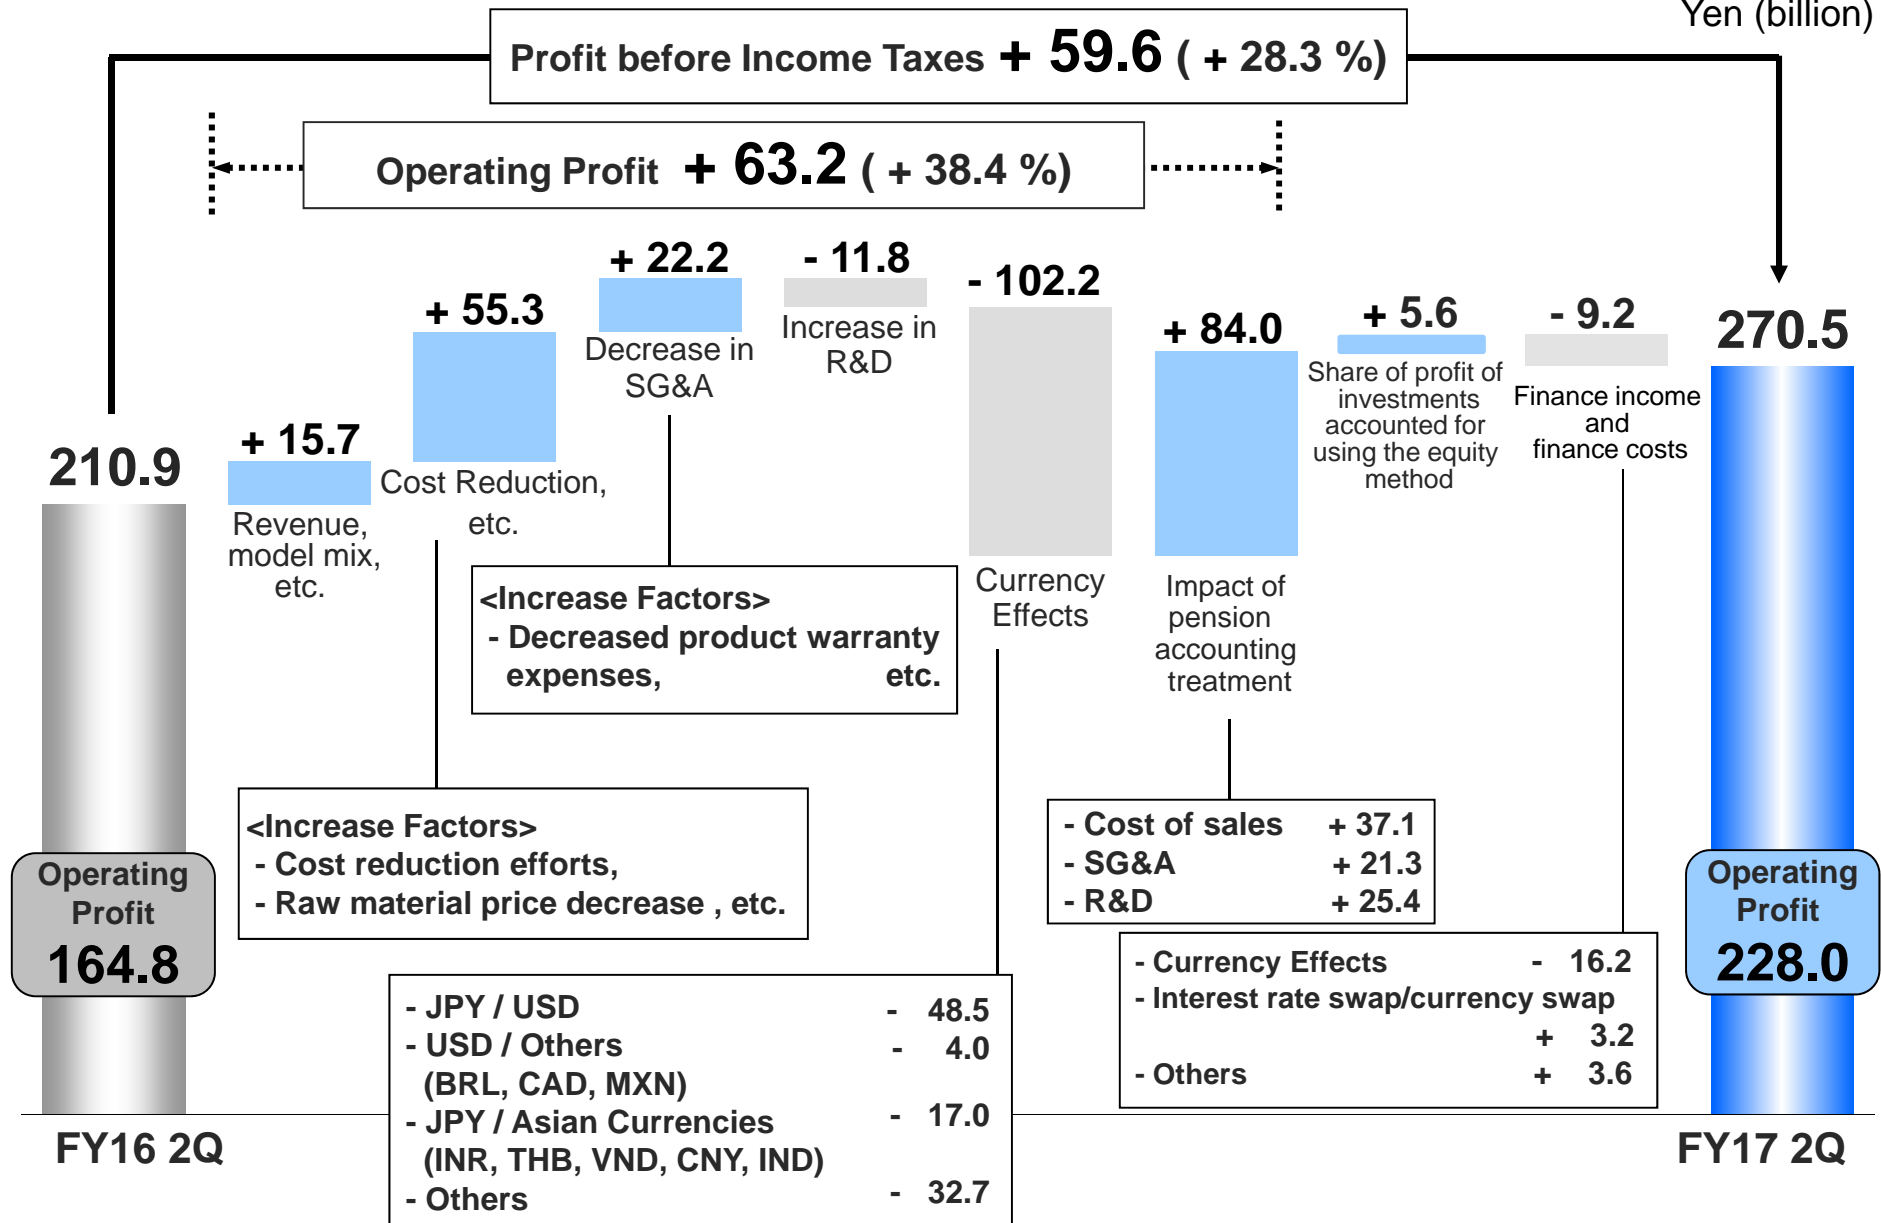 Yen (billion)
Profit before Income Taxes + 59.6 ( + 28.3 %)
Operating Profit + 63.2 ( + 38.4 %)
210.9
+ 15.7
Revenue,
model mix,
etc.
+ 55.3
Cost Reduction,
etc.
+ 22.2
Decrease in
SG&A
- 11.8
Increase in
R&D
- 102.2
Currency
Effects
+ 84.0
Impact of
pension
accounting
treatment
+ 5.6
Share of profit of
investments
accounted for
using the equity
method
- 9.2
Finance income
and
finance costs
270.5
<Increase Factors>
- Decreased product warranty
expenses, etc.
<Increase Factors>
- Cost reduction efforts,
- Raw material price decrease , etc.
- Cost of sales + 37.1
- SG&A + 21.3
- R&D + 25.4
- Currency Effects - 16.2
- Interest rate swap/currency swap
+ 3.2
- Others + 3.6
- JPY / USD - 48.5
- USD / Others - 4.0
(BRL, CAD, MXN)
- JPY / Asian Currencies - 17.0
(INR, THB, VND, CNY, IND)
- Others - 32.7
Operating
Profit
164.8
Operating
Profit
228.0
FY16 2Q
FY17 2Q